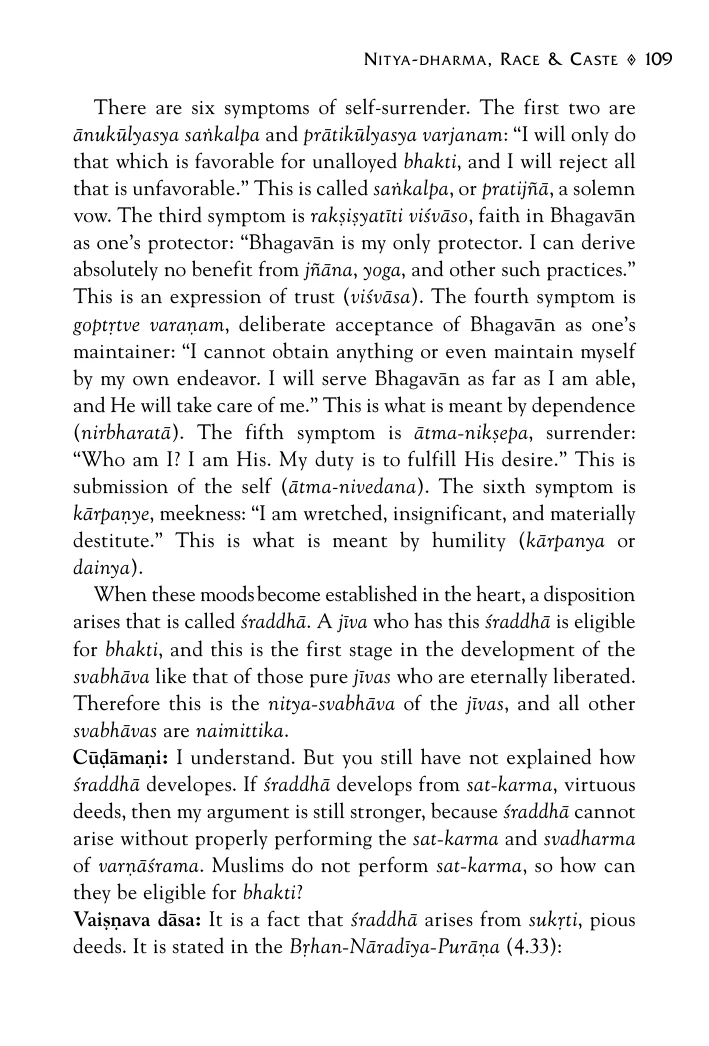 NITYA-DHARMA, RACE & CASTE ◊ 109
There are six symptoms of self-surrender. The first two are
ānukūlyasya saṅkalpa and prātikūlyasya varjanam: “I will only do
that which is favorable for unalloyed bhakti, and I will reject all
that is unfavorable.” This is called saṅkalpa, or pratijñā, a solemn
vow. The third symptom is rakṣiṣyatīti viśvāso, faith in Bhagavān
as one’s protector: “Bhagavān is my only protector. I can derive
absolutely no benefit from jñāna, yoga, and other such practices.”
This is an expression of trust (viśvāsa). The fourth symptom is
goptṛtve varaṇam, deliberate acceptance of Bhagavān as one’s
maintainer: “I cannot obtain anything or even maintain myself
by my own endeavor. I will serve Bhagavān as far as I am able,
and He will take care of me.” This is what is meant by dependence
(nirbharatā). The fifth symptom is ātma-nikṣepa, surrender:
“Who am I? I am His. My duty is to fulfill His desire.” This is
submission of the self (ātma-nivedana). The sixth symptom is
kārpaṇye, meekness: “I am wretched, insignificant, and materially
destitute.” This is what is meant by humility (kārpanya or
dainya).
When these moods become established in the heart, a disposition
arises that is called śraddhā. A jīva who has this śraddhā is eligible
for bhakti, and this is the first stage in the development of the
svabhāva like that of those pure jīvas who are eternally liberated.
Therefore this is the nitya-svabhāva of the jīvas, and all other
svabhāvas are naimittika.
Cūḍāmaṇi: I understand. But you still have not explained how
śraddhā developes. If śraddhā develops from sat-karma, virtuous
deeds, then my argument is still stronger, because śraddhā cannot
arise without properly performing the sat-karma and svadharma
of varṇāśrama. Muslims do not perform sat-karma, so how can
they be eligible for bhakti?
Vaiṣṇava dāsa: It is a fact that śraddhā arises from sukṛti, pious
deeds. It is stated in the Bṛhan-Nāradīya-Purāṇa (4.33):